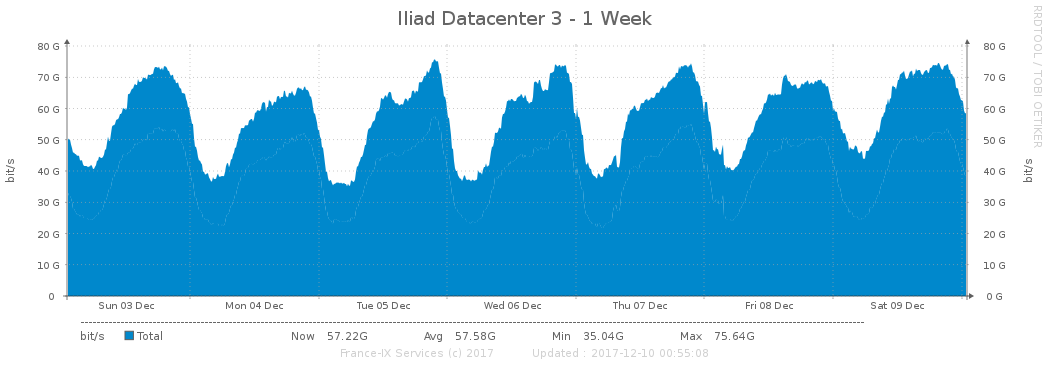 Iliad Datacenter 3 - 1 Week
RRDTOOL / TOBI OETIKER
bit/s
80 G
70 G
60 G
50 G
40 G
30 G
20 G
10 G
0
80 G
70 G
60 G
50 G
40 G
30 G
20 G
10 G
0 G
bit/s
Sun 03 Dec Mon 04 Dec Tue 05 Dec Wed 06 Dec Thu 07 Dec Fri 08 Dec Sat 09 Dec
bit/s Total Now 57.22G Avg 57.58G Min 35.04G Max 75.64G
France-IX Services (c) 2017 Updated : 2017-12-10 00:55:08